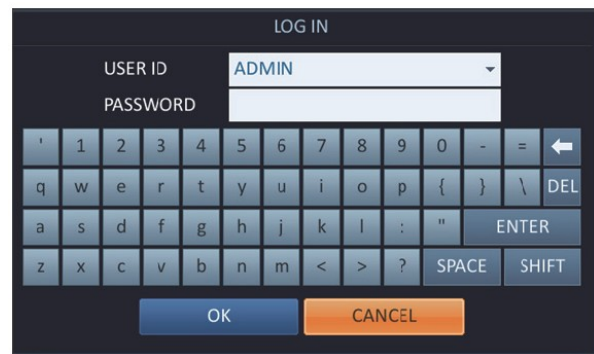 LOG IN
USER ID ADMIN
PASSWORD
' 1 2 3 4 5 6 7 8 9 0 - =
q w e r t y u i o p { } \ DEL
a s d f g h j k l : " ENTER
z x c v b n m < > ? SPACE SHIFT
OK CANCEL